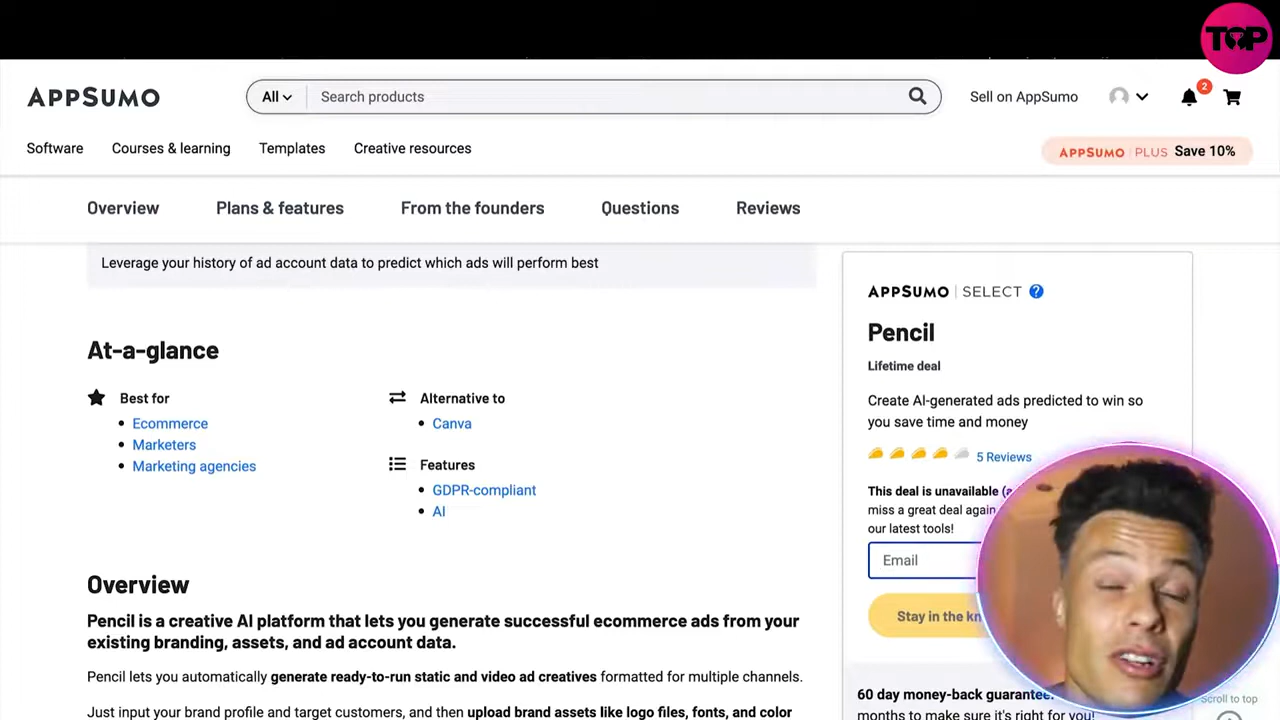 TOP
APPSUMO
All
Search products
Sell on AppSumo
2
Software
Courses & learning
Templates
Creative resources
APPSUMO | PLUS Save 10%
Overview
Plans & features
From the founders
Questions
Reviews
Leverage your history of ad account data to predict which ads will perform best
At-a-glance
Best for
• Ecommerce
• Marketers
• Marketing agencies
Alternative to
• Canva
Features
• GDPR-compliant
• AI
Overview
Pencil is a creative AI platform that lets you generate successful ecommerce ads from your
existing branding, assets, and ad account data.
Pencil lets you automatically generate ready-to-run static and video ad creatives formatted for multiple channels.
Just input your brand profile and target customers, and then upload brand assets like logo files, fonts, and color
APPSUMO | SELECT ?
Pencil
Lifetime deal
Create AI-generated ads predicted to win so
you save time and money
5 Reviews
This deal is unavailable
miss a great deal again
our latest tools!
Email
Stay in the
60 day money-back guarantee.
months to make sure it's right for you!
Scroll to top